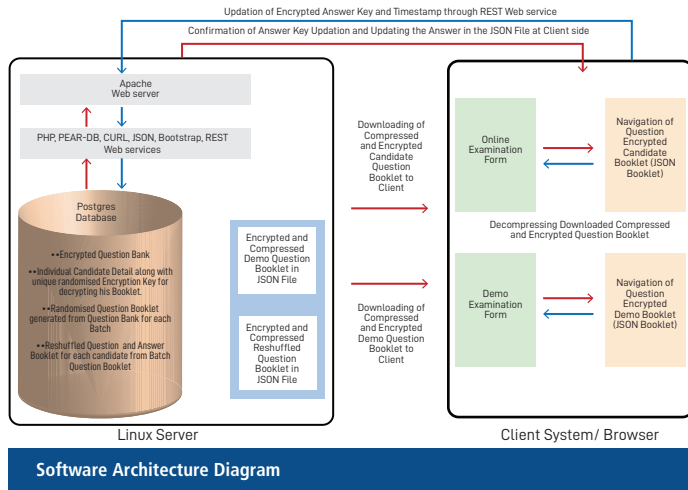 Updation of Encrypted Answer Key and Timestamp through REST Web service
Confirmation of Answer Key Updation and Updating the Answer in the JSON File at Client side
Apache
Web server
PHP, PEAR-DB, CURL, JSON, Bootstrap, REST
Web services
Postgres
Database
••Encrypted Question Bank
••Individual Candidate Detail along with
unique randomised Encryption Key for
decrypting his Booklet.
••Randomised Question Booklet
generated from Question Bank for each
Batch
••Reshuffled Question and Answer
Booklet for each candidate from Batch
Question Booklet
Encrypted and
Compressed
Demo Question
Booklet in
JSON File
Encrypted and
Compressed
Reshuffled
Question
Booklet in
JSON File
Linux Server
Downloading of
Compressed
and Encrypted
Candidate
Question
Booklet to
Client
Downloading of
Compressed
and Encrypted
Demo Question
Booklet to
Client
Online
Examination
Form
Navigation of
Question
Encrypted
Candidate
Booklet (JSON
Booklet)
Decompressing Downloaded Compressed
and Encrypted Question Booklet
Demo
Examination
Form
Navigation of
Question
Encrypted
Demo Booklet
(JSON Booklet)
Client System/ Browser
Software Architecture Diagram